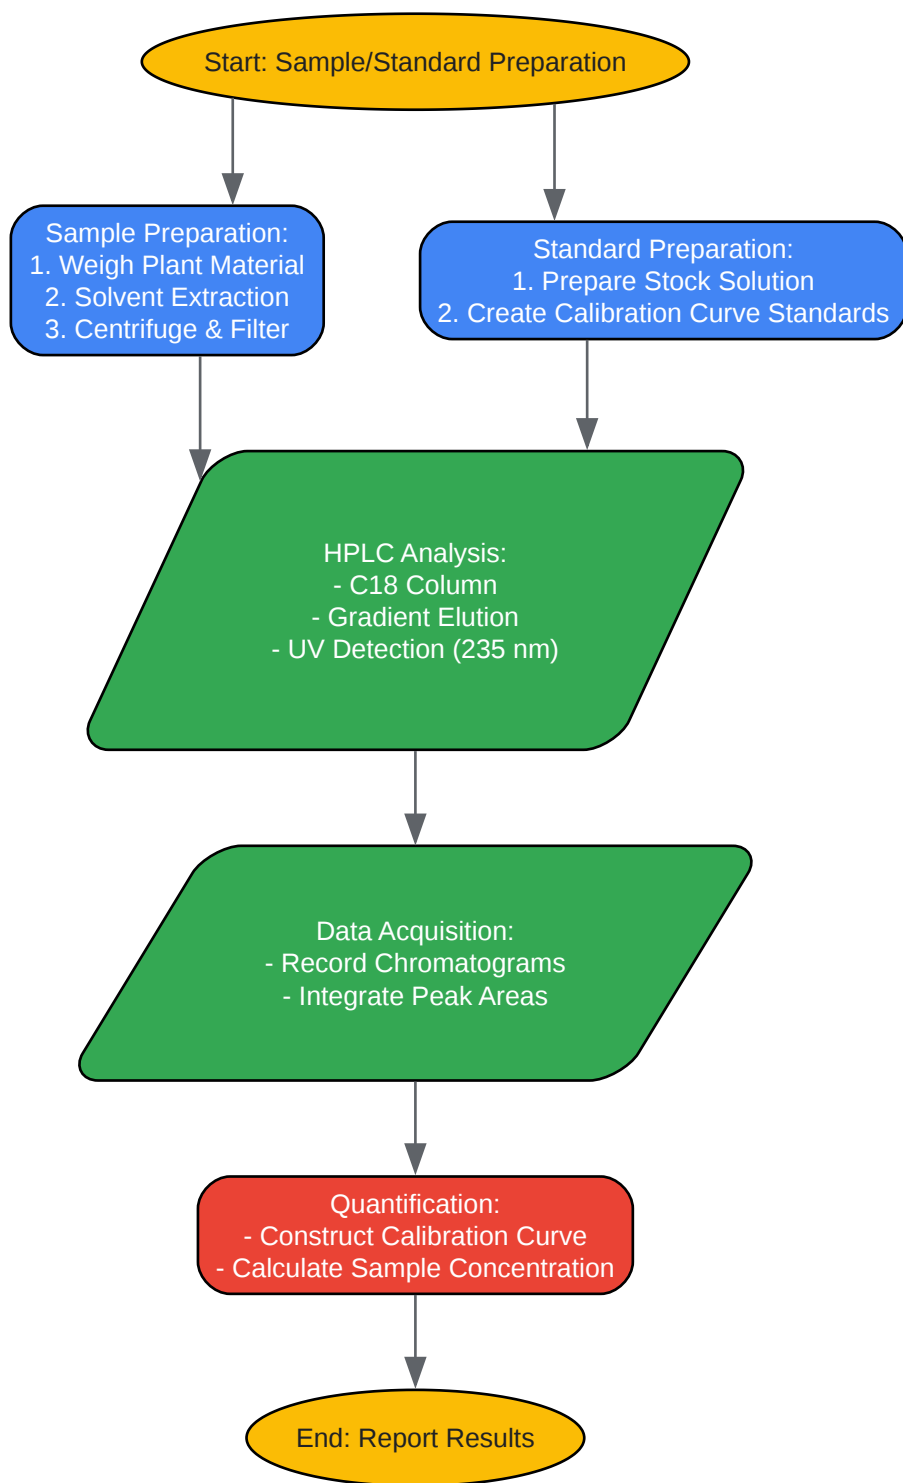 Start: Sample/Standard Preparation
Sample Preparation:
1. Weigh Plant Material
2. Solvent Extraction
3. Centrifuge & Filter
Standard Preparation:
1. Prepare Stock Solution
2. Create Calibration Curve Standards
HPLC Analysis:
- C18 Column
- Gradient Elution
- UV Detection (235 nm)
Data Acquisition:
- Record Chromatograms
- Integrate Peak Areas
Quantification:
- Construct Calibration Curve
- Calculate Sample Concentration
End: Report Results